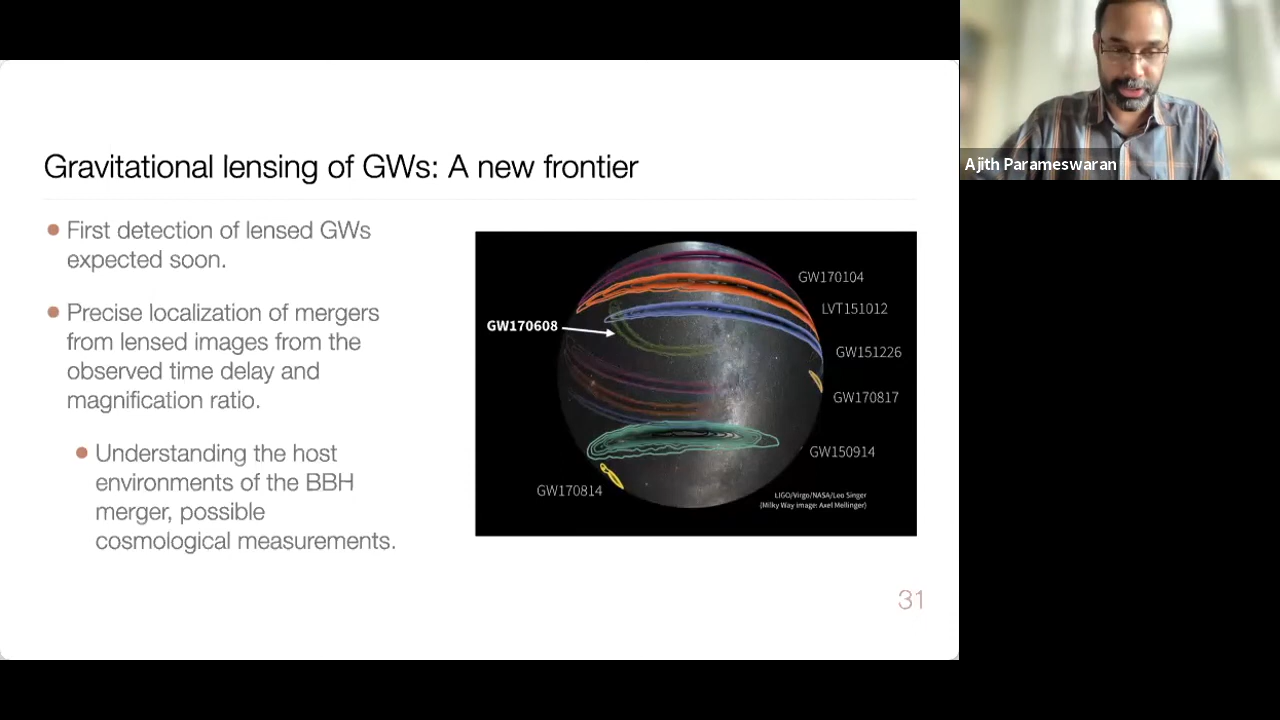 Gravitational lensing of GWs: A new frontier
First detection of lensed GWs
expected soon.
Precise localization of mergers
from lensed images from the
observed time delay and
magnification ratio.
Understanding the host
environments of the BBH
merger, possible
cosmological measurements.
GW170104
LVT151012
GW170608
GW151226
GW170817
GW150914
GW170814
LIGO/Virgo/NASA/Leo Singer
(Milky Way image: Axel Mellinger)
31
Ajith Parameswaran